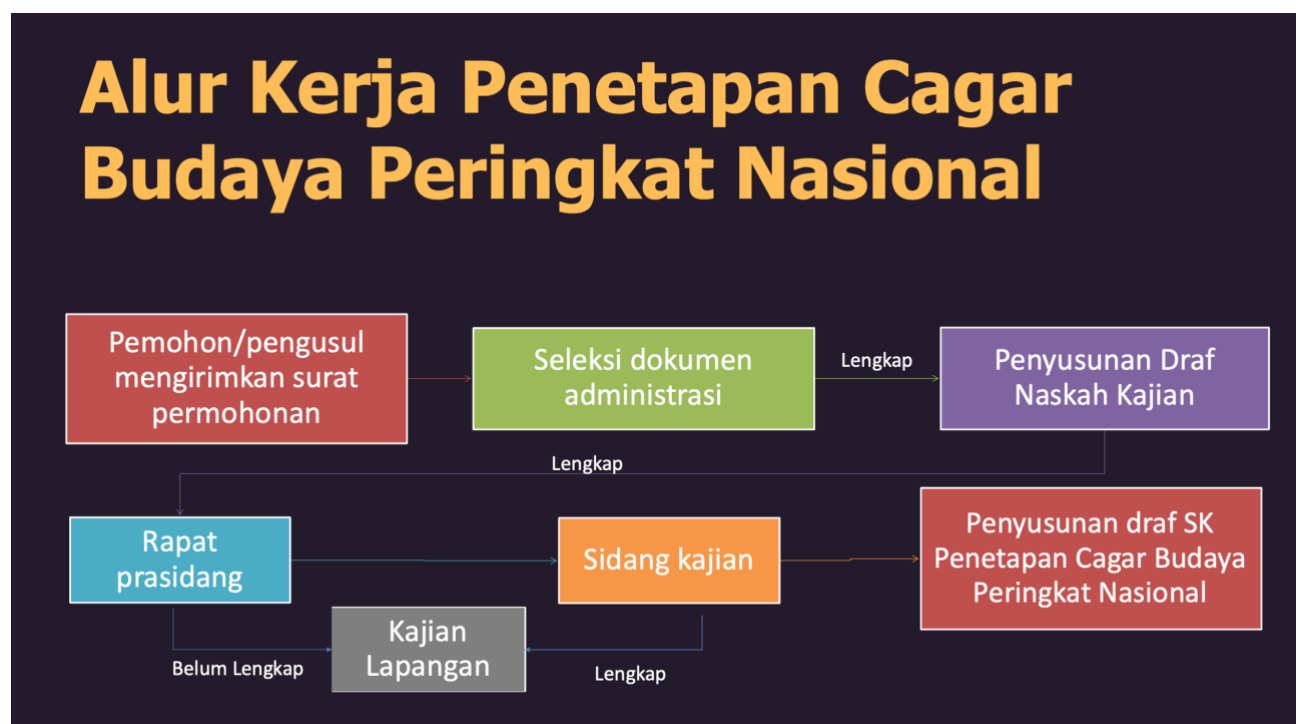 Alur Kerja Penetapan Cagar
Budaya Peringkat Nasional
Pemohon/pengusul
mengirimkan surat
permohonan
Seleksi dokumen
administrasi
Lengkap
Penyusunan Draf
Naskah Kajian
Lengkap
Rapat
prasidang
Sidang kajian
Penyusunan draf SK
Penetapan Cagar Budaya
Peringkat Nasional
Belum Lengkap
Kajian
Lapangan
Lengkap